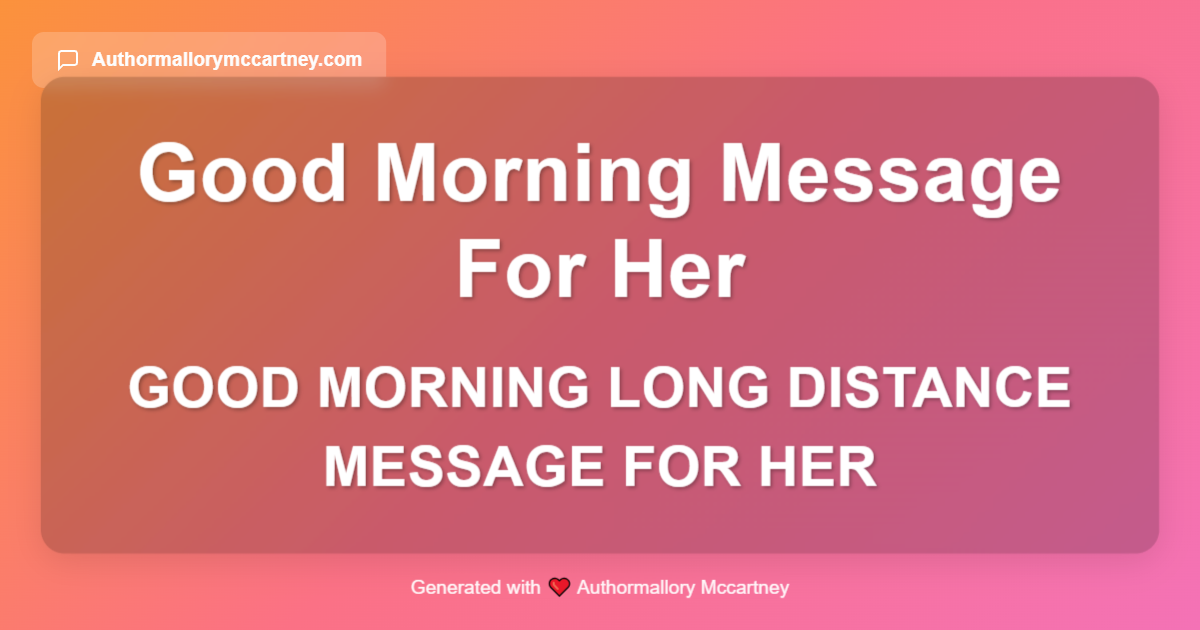 Authormallorymccartney.com
Good Morning Message
For Her
GOOD MORNING LONG DISTANCE
MESSAGE FOR HER
Generated with ❤️ Authormallory Mccartney